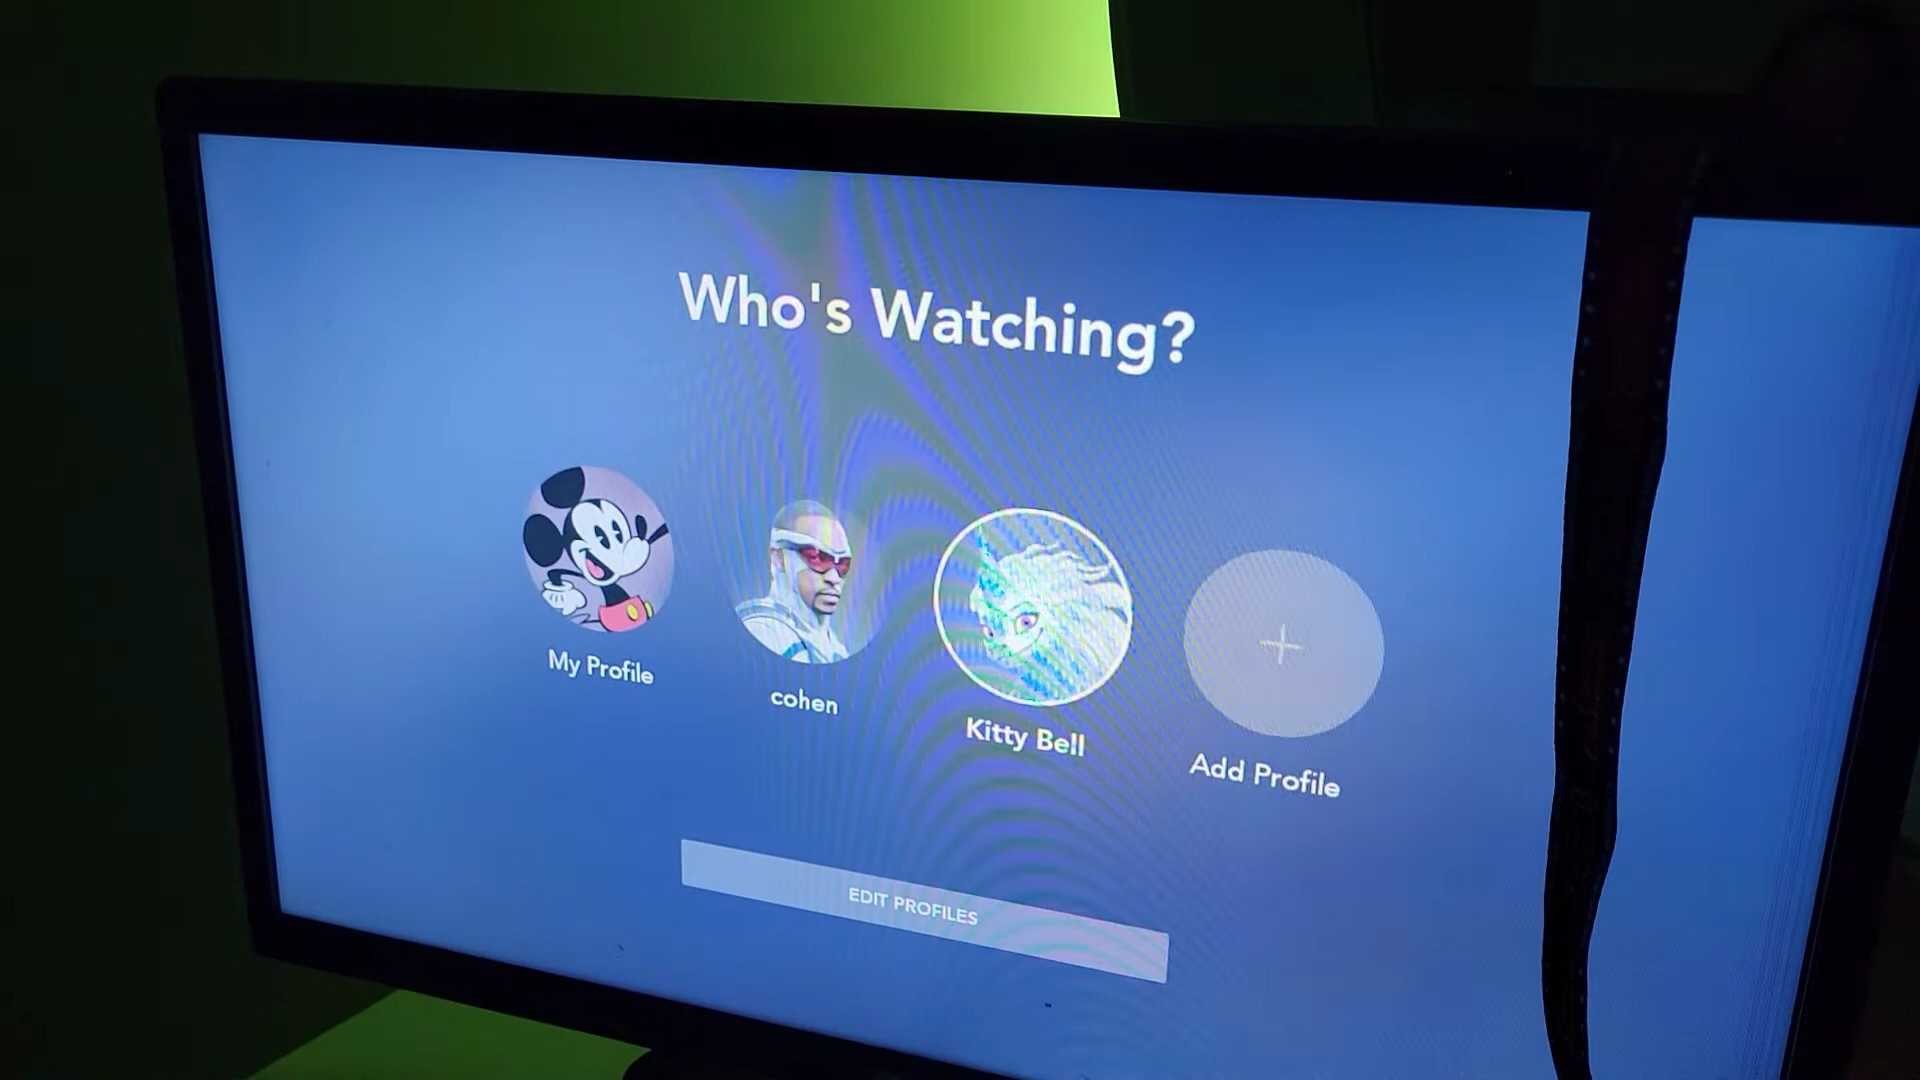 Who's Watching?
My Profile
cohen
Kitty Bell
Add Profile
EDIT PROFILES